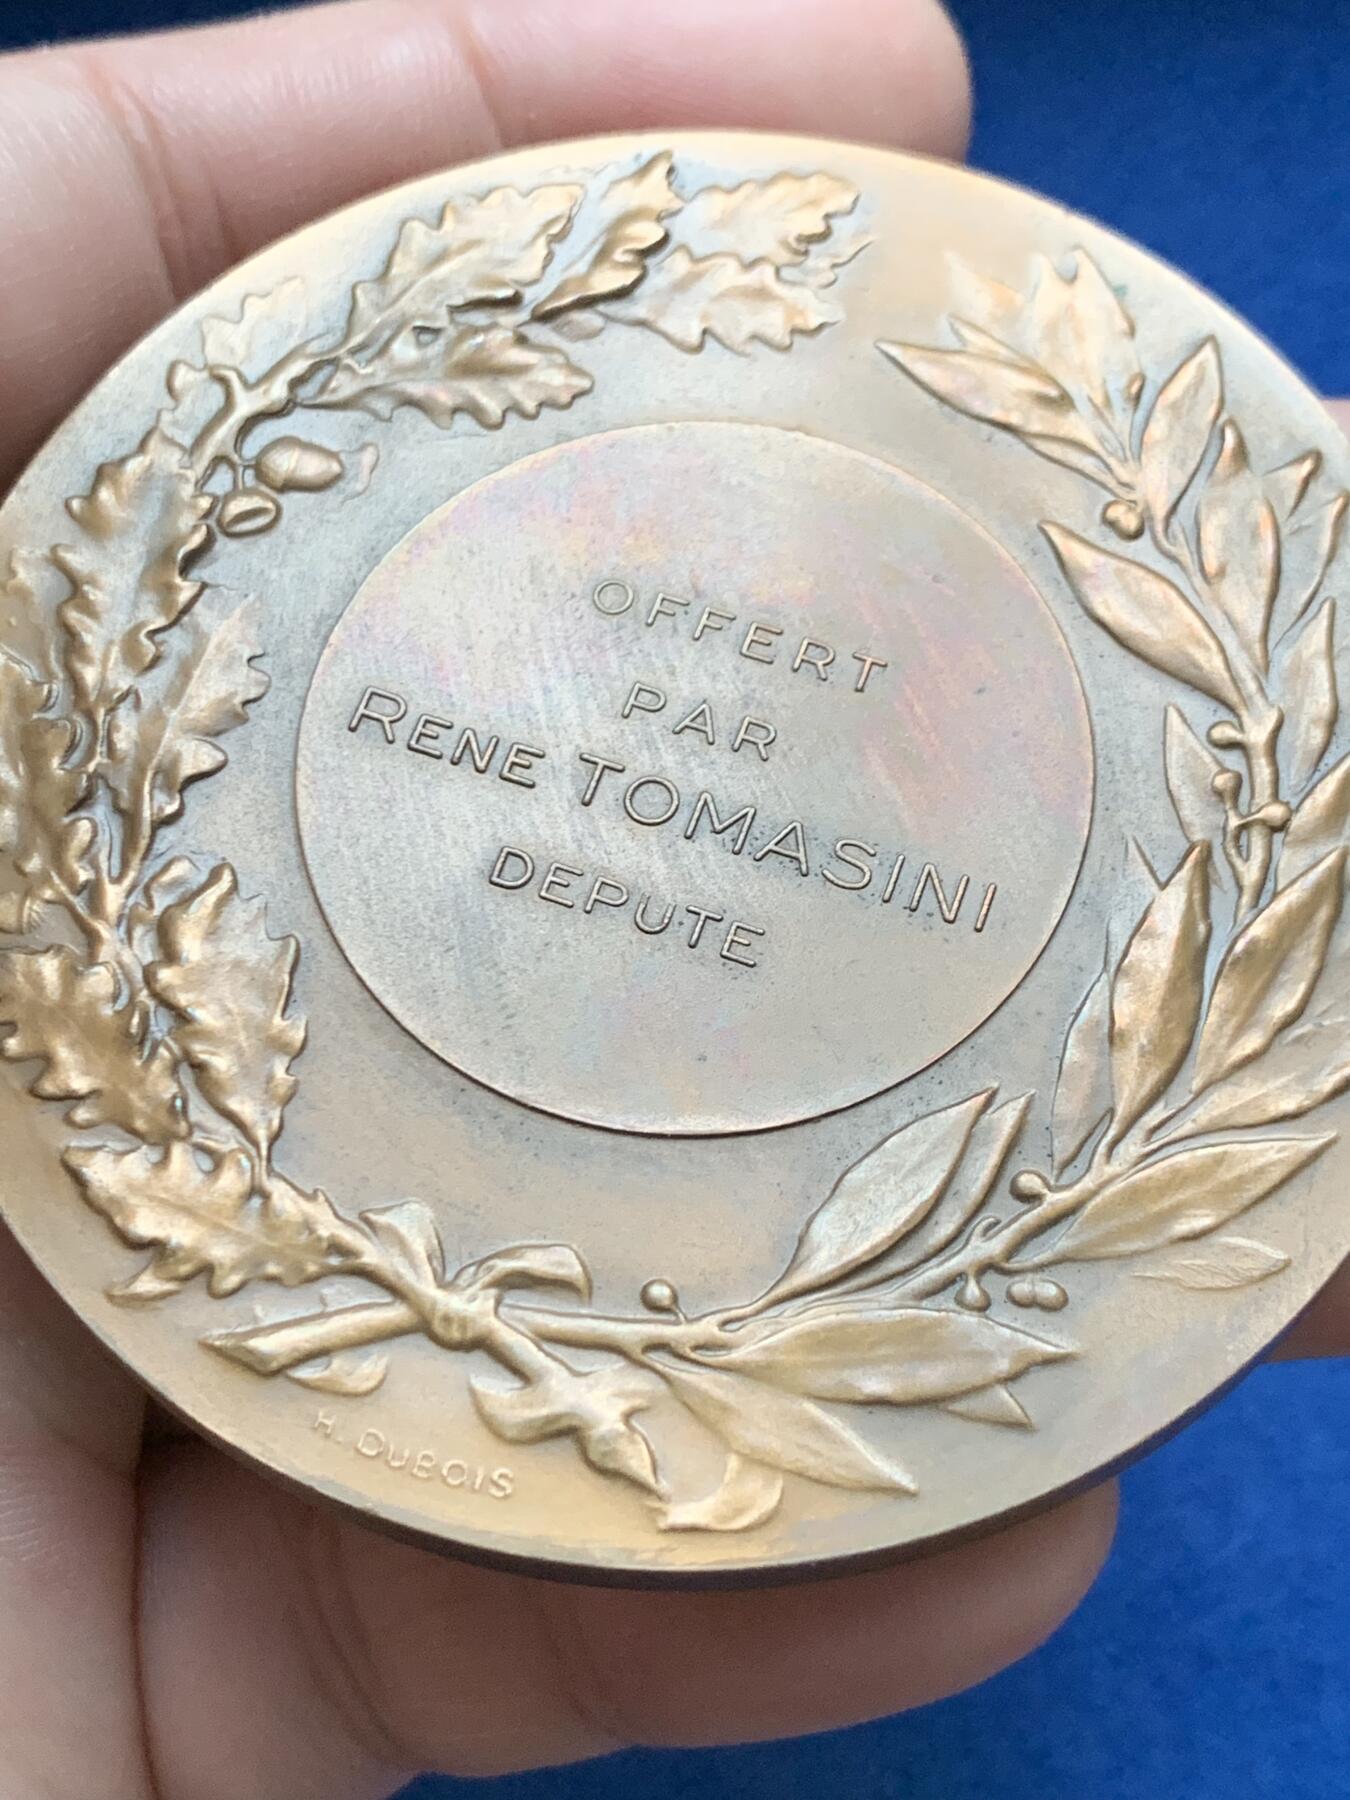 OFFERT
PAR
RENE TOMASINI
DEPUTE
H. DUBOIS